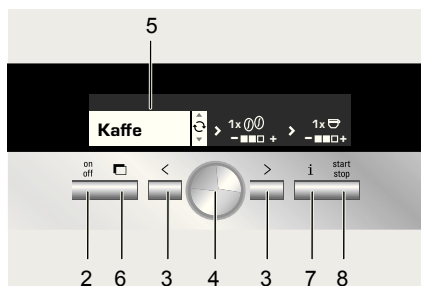 5
Kaffe
1x
- +
1x
- +
on
off
<
>
i
start
stop
2 6 3 4 3 7 8